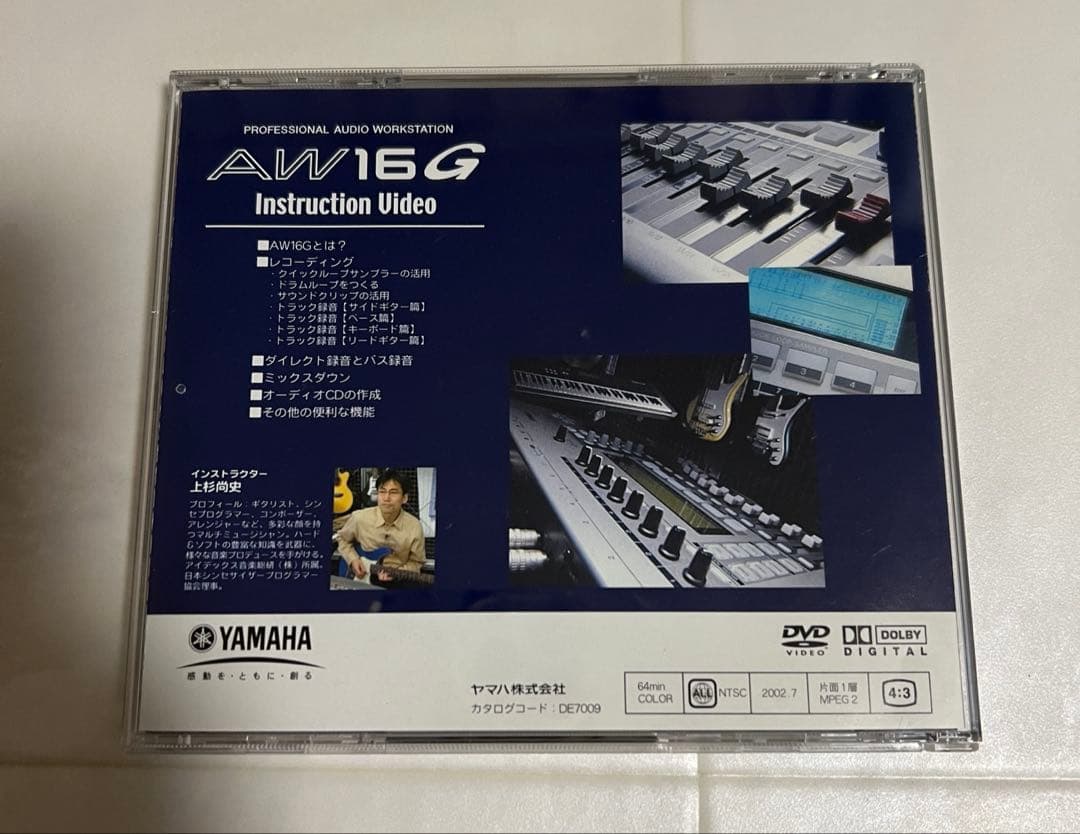 PROFESSIONAL AUDIO WORKSTATION
AW16G
Instruction Video
■AW16Gとは？
■レコーディング
・クイックループサンプラーの活用
・ドラムループをつくる
・サウンドクリップの活用
・トラック録音【サイドギター篇】
・トラック録音【ベース篇】
・トラック録音【キーボード篇】
・トラック録音【リードギター篇】
■ダイレクト録音とバス録音
■ミックスダウン
■オーディオCDの作成
■その他の便利な機能
インストラクター
上杉尚史
プロフィール：ギタリスト、シン
セプログラマー、コンポーザー、
アレンジャーなど、多彩な顔を持
つマルチミュージシャン。ハード
&ソフトの豊富な知識を武器に、
様々な音楽プロデュースを手がける。
アイデックス音楽総研（株）所属。
日本シンセサイザープログラマー
協会理事。
2
3
4
YAMAHA
感動を・ともに・創る
DVD
VIDEO
DOLBY
DIGITAL
ヤマハ株式会社
カタログコード：DE7009
64min
COLOR
ALL
NTSC
2002.7
片面1層
MPEG 2
4:3